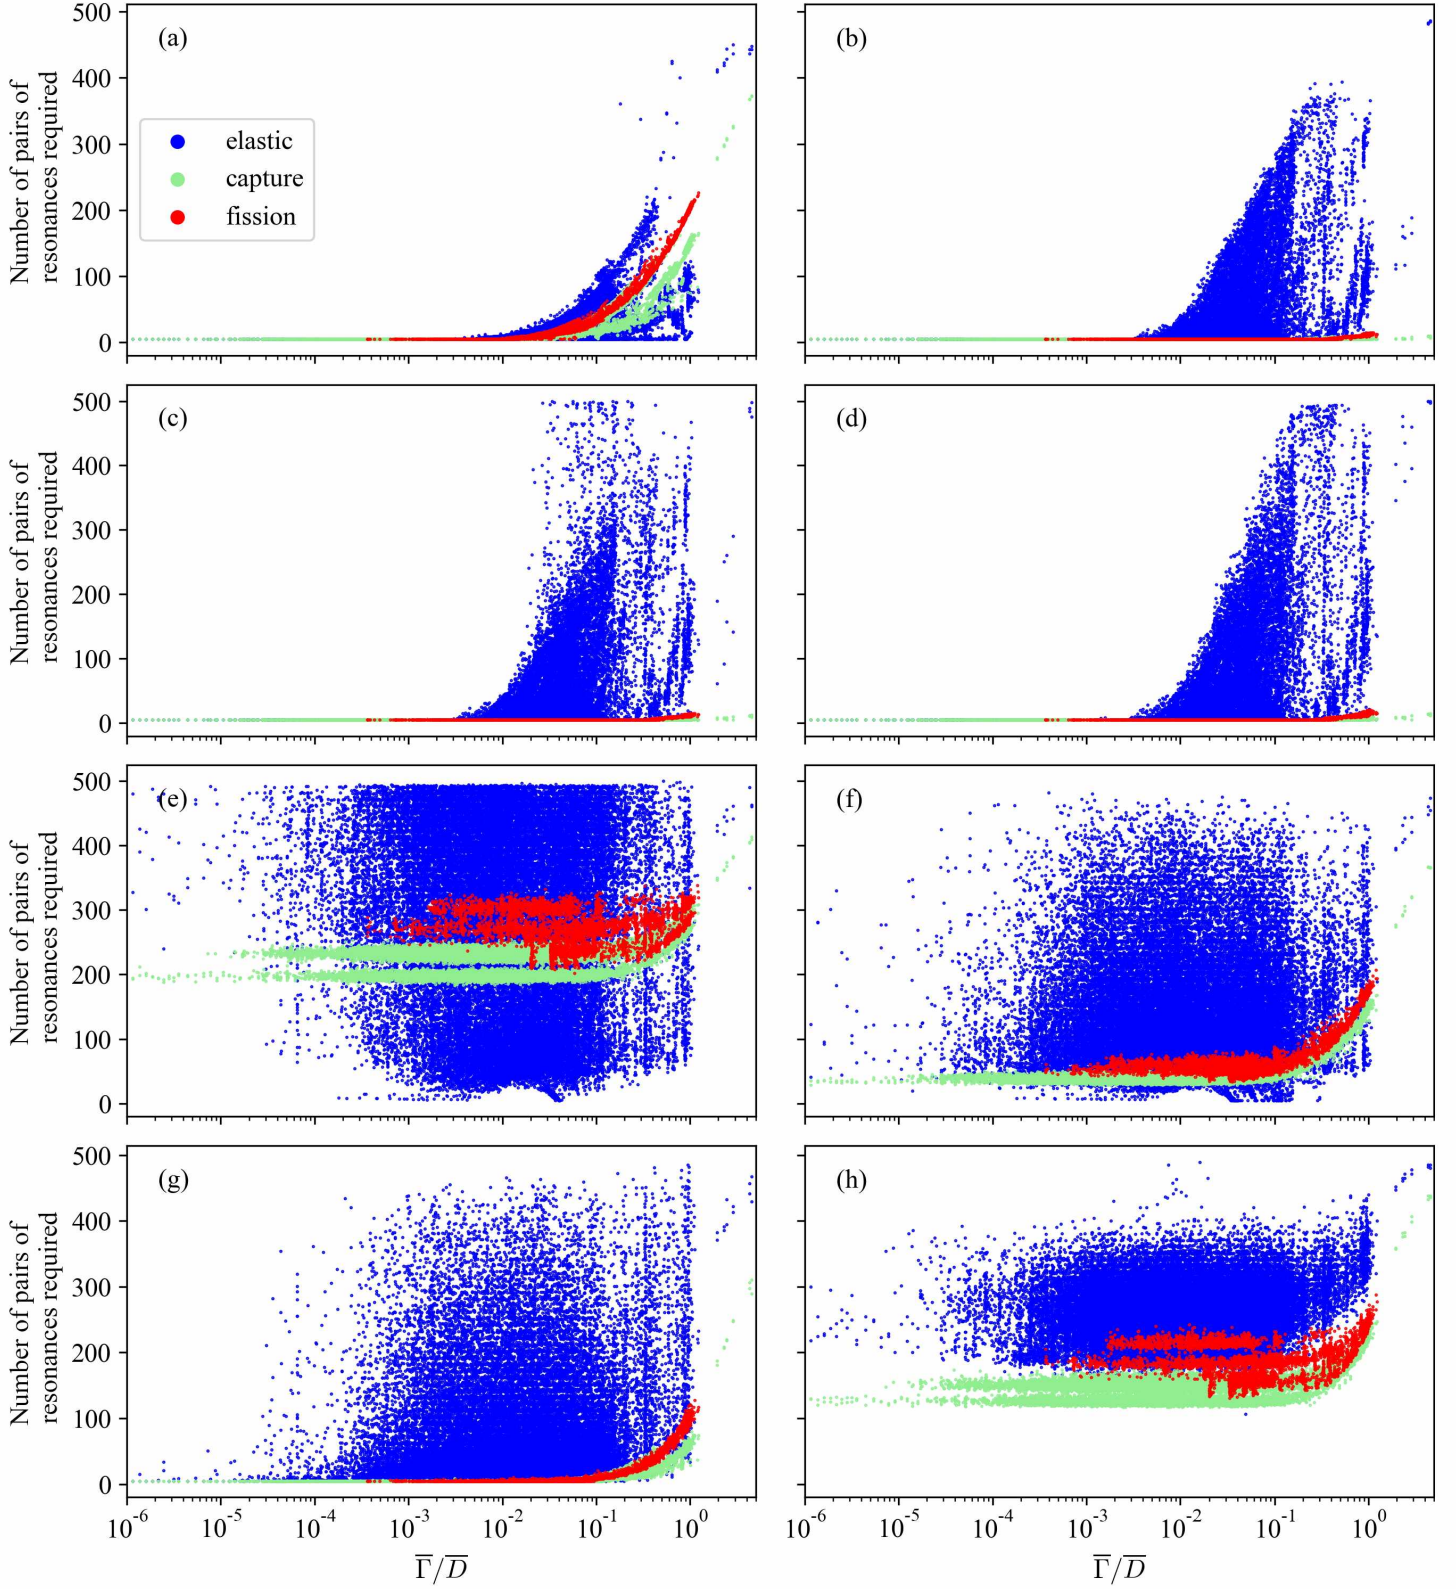 Number of pairs of
resonances required
500
400
300
200
100
0
(a)
elastic
capture
fission
(b)
Number of pairs of
resonances required
500
400
300
200
100
0
(c)
(d)
Number of pairs of
resonances required
500
400
300
200
100
0
(e)
(f)
Number of pairs of
resonances required
500
400
300
200
100
0
(g)
(h)
10⁻⁶ 10⁻⁵ 10⁻⁴ 10⁻³ 10⁻² 10⁻¹ 10⁰
10⁻⁶ 10⁻⁵ 10⁻⁴ 10⁻³ 10⁻² 10⁻¹ 10⁰
Γ̅/D̅
Γ̅/D̅